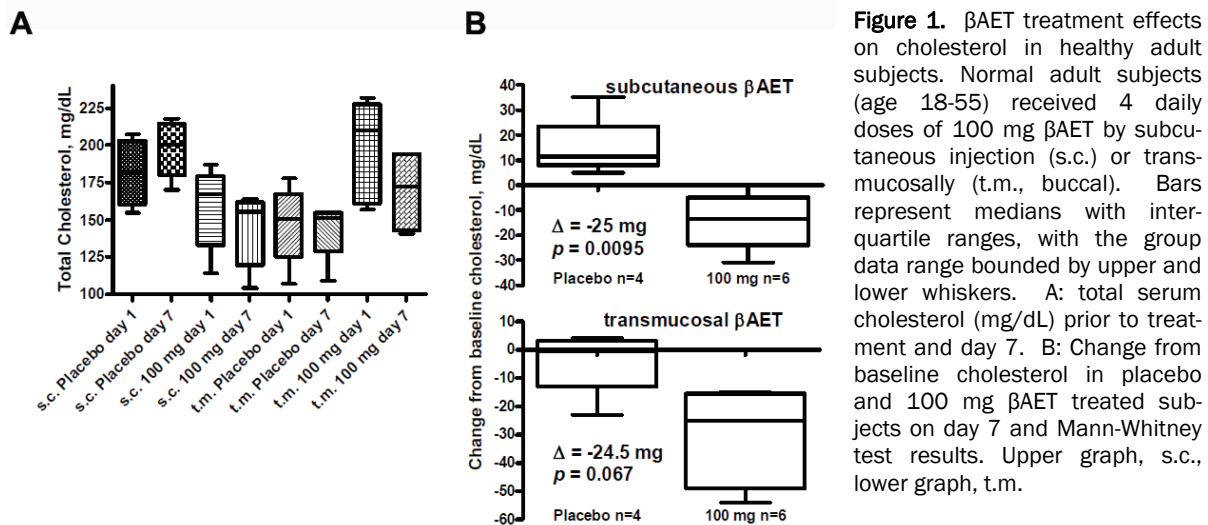 A
Total Cholesterol, mg/dL
225
200
175
150
125
100
s.c. Placebo day 1
s.c. Placebo day 7
s.c. 100 mg day 1
s.c. 100 mg day 7
t.m. Placebo day 1
t.m. Placebo day 7
t.m. 100 mg day 1
t.m. 100 mg day 7
B
Change from baseline cholesterol, mg/dL
subcutaneous βAET
40
30
20
10
0
-10
-20
-30
-40
Δ = -25 mg
p = 0.0095
Placebo n=4
100 mg n=6
transmucosal βAET
10
0
-10
-20
-30
-40
-50
-60
Δ = -24.5 mg
p = 0.067
Placebo n=4
100 mg n=6
Figure 1. βAET treatment effects
on cholesterol in healthy adult
subjects. Normal adult subjects
(age 18-55) received 4 daily
doses of 100 mg βAET by subcu-
taneous injection (s.c.) or trans-
mucosally (t.m., buccal). Bars
represent medians with inter-
quartile ranges, with the group
data range bounded by upper and
lower whiskers. A: total serum
cholesterol (mg/dL) prior to treat-
ment and day 7. B: Change from
baseline cholesterol in placebo
and 100 mg βAET treated sub-
jects on day 7 and Mann-Whitney
test results. Upper graph, s.c.,
lower graph, t.m.